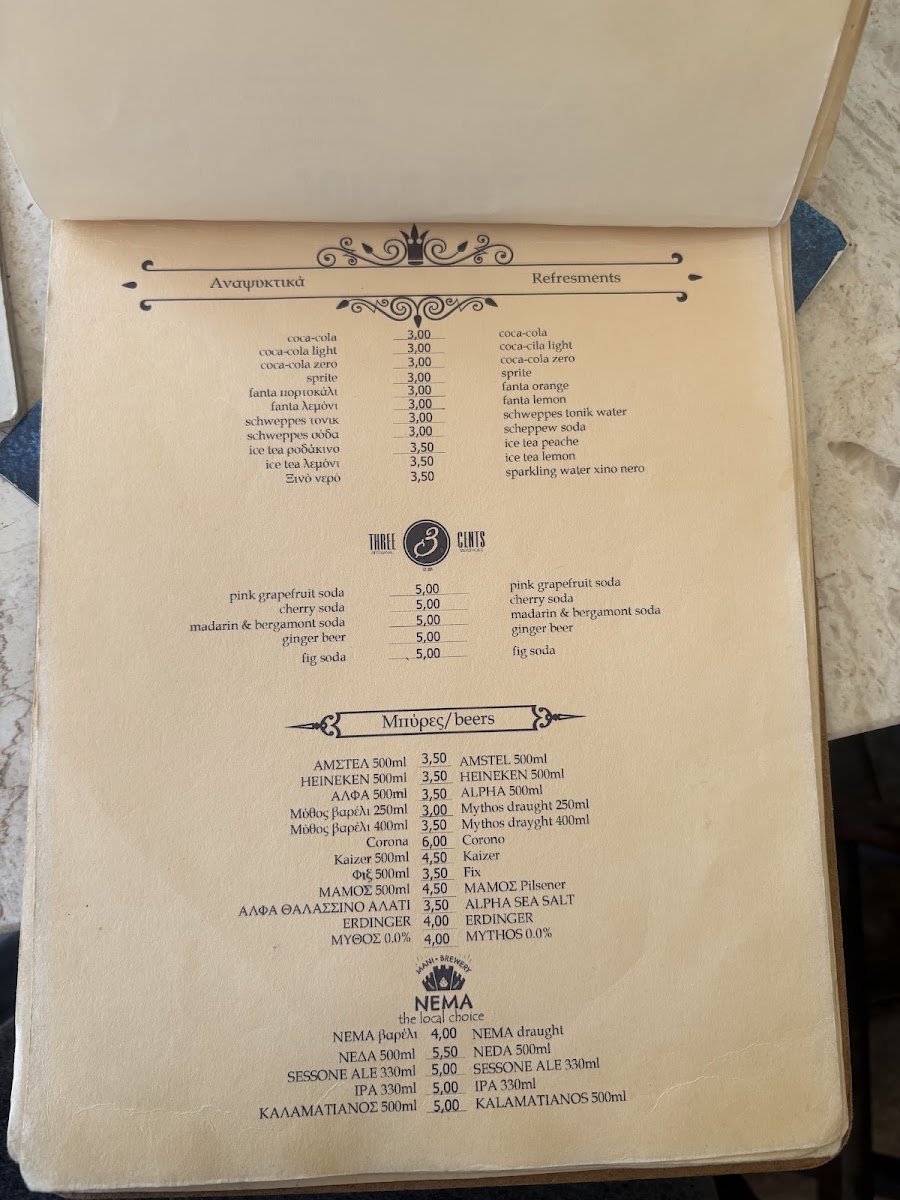 Αναψυκτικά Refresments
coca-cola 3,00 coca-cola
coca-cola light 3,00 coca-cila light
coca-cola zero 3,00 coca-cola zero
sprite 3,00 sprite
fanta πορτοκάλι 3,00 fanta orange
fanta λεμόνι 3,00 fanta lemon
schweppes τονικ 3,00 schweppes tonik water
schweppes σόδα 3,00 scheppew soda
ice tea ροδάκινο 3,50 ice tea peache
ice tea λεμόνι 3,50 ice tea lemon
Ξινό νερό 3,50 sparkling water xino nero
THREE 3 CENTS
pink grapefruit soda 5,00 pink grapefruit soda
cherry soda 5,00 cherry soda
madarin & bergamont soda 5,00 madarin & bergamont soda
ginger beer 5,00 ginger beer
fig soda 5,00 fig soda
Μπύρες/beers
ΑΜΣΤΕΛ 500ml 3,50 AMSTEL 500ml
HEINEKEN 500ml 3,50 HEINEKEN 500ml
ΑΛΦΑ 500ml 3,50 ALPHA 500ml
Μύθος βαρέλι 250ml 3,00 Mythos draught 250ml
Μύθος βαρέλι 400ml 3,50 Mythos drayght 400ml
Corona 6,00 Corono
Kaizer 500ml 4,50 Kaizer
Φιξ 500ml 3,50 Fix
ΜΑΜΟΣ 500ml 4,50 ΜΑΜΟΣ Pilsener
ΑΛΦΑ ΘΑΛΑΣΣΙΝΟ ΑΛΑΤΙ 3,50 ALPHA SEA SALT
ERDINGER 4,00 ERDINGER
ΜΥΘΟΣ 0.0% 4,00 MYTHOS 0.0%
MANI • BREWERY
NEMA
the local choice
NEMA βαρέλι 4,00 NEMA draught
ΝΕΔΑ 500ml 5,50 NEDA 500ml
SESSONE ALE 330ml 5,00 SESSONE ALE 330ml
IPA 330ml 5,00 IPA 330ml
ΚΑΛΑΜΑΤΙΑΝΟΣ 500ml 5,00 KALAMATIANOS 500ml